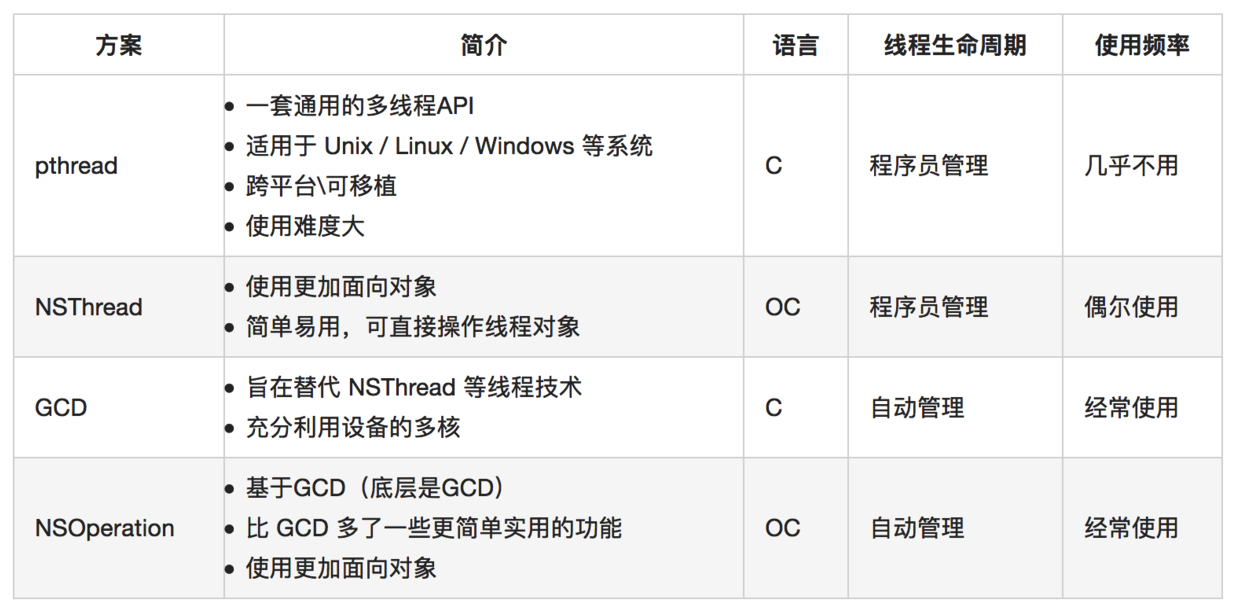 方案 简介 语言 线程生命周期 使用频率
pthread
一套通用的多线程API
适用于 Unix / Linux / Windows 等系统
跨平台\可移植
使用难度大
C
程序员管理
几乎不用
NSThread
使用更加面向对象
简单易用，可直接操作线程对象
OC
程序员管理
偶尔使用
GCD
旨在替代 NSThread 等线程技术
充分利用设备的多核
C
自动管理
经常使用
NSOperation
基于GCD（底层是GCD）
比 GCD 多了一些更简单实用的功能
使用更加面向对象
OC
自动管理
经常使用